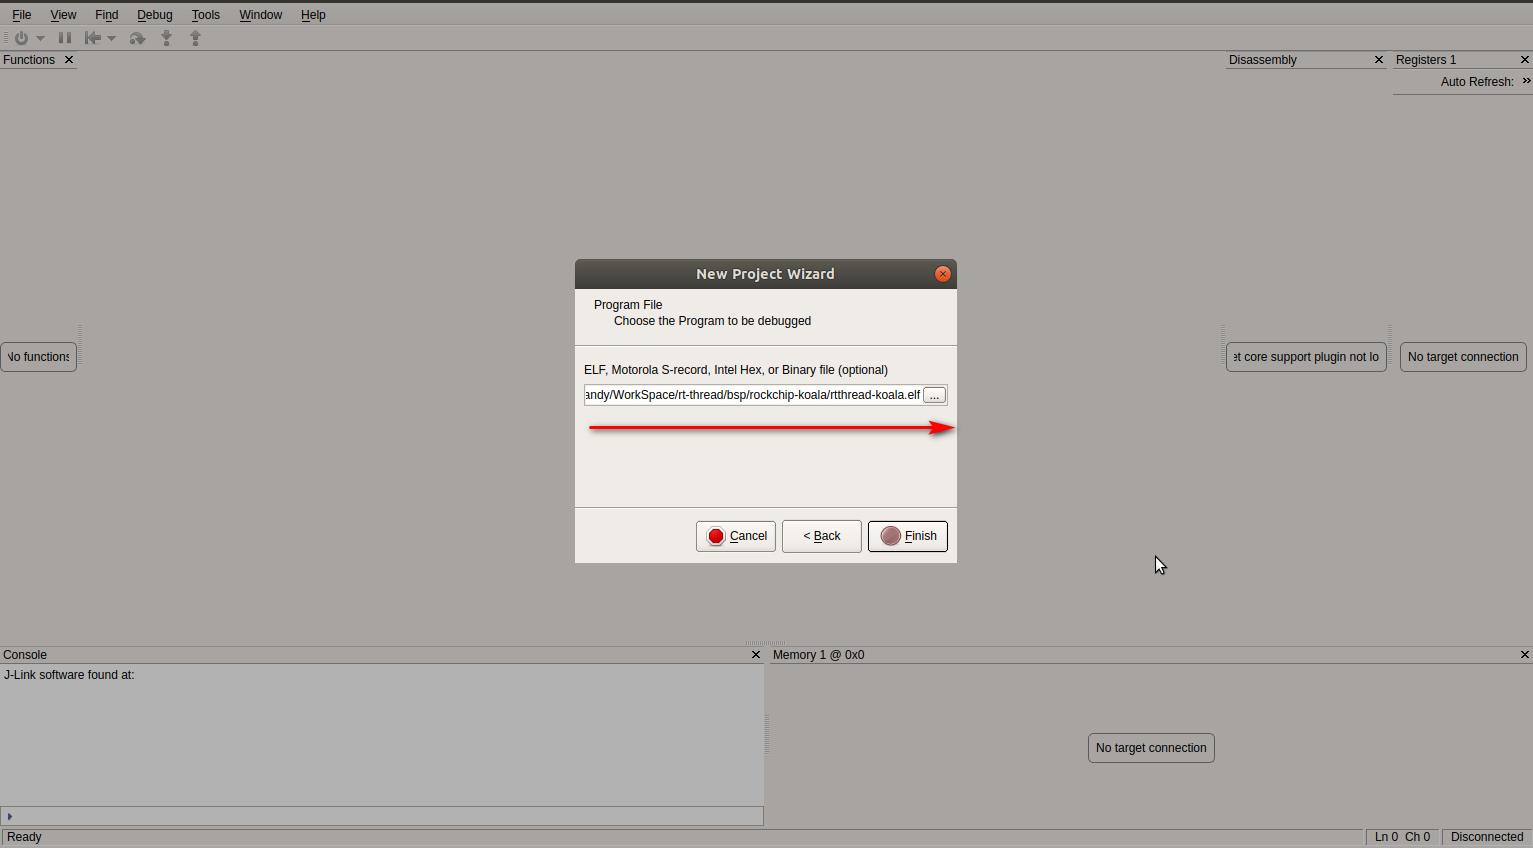 File View Find Debug Tools Window Help
Functions
Disassembly
Registers 1
Auto Refresh: »
New Project Wizard
Program File
Choose the Program to be debugged
No functions
et core support plugin not lo
No target connection
ELF, Motorola S-record, Intel Hex, or Binary file (optional)
andy/WorkSpace/rt-thread/bsp/rockchip-koala/rtthread-koala.elf ...
Cancel
< Back
Finish
Console
Memory 1 @ 0x0
J-Link software found at:
No target connection
Ready
Ln 0 Ch 0
Disconnected